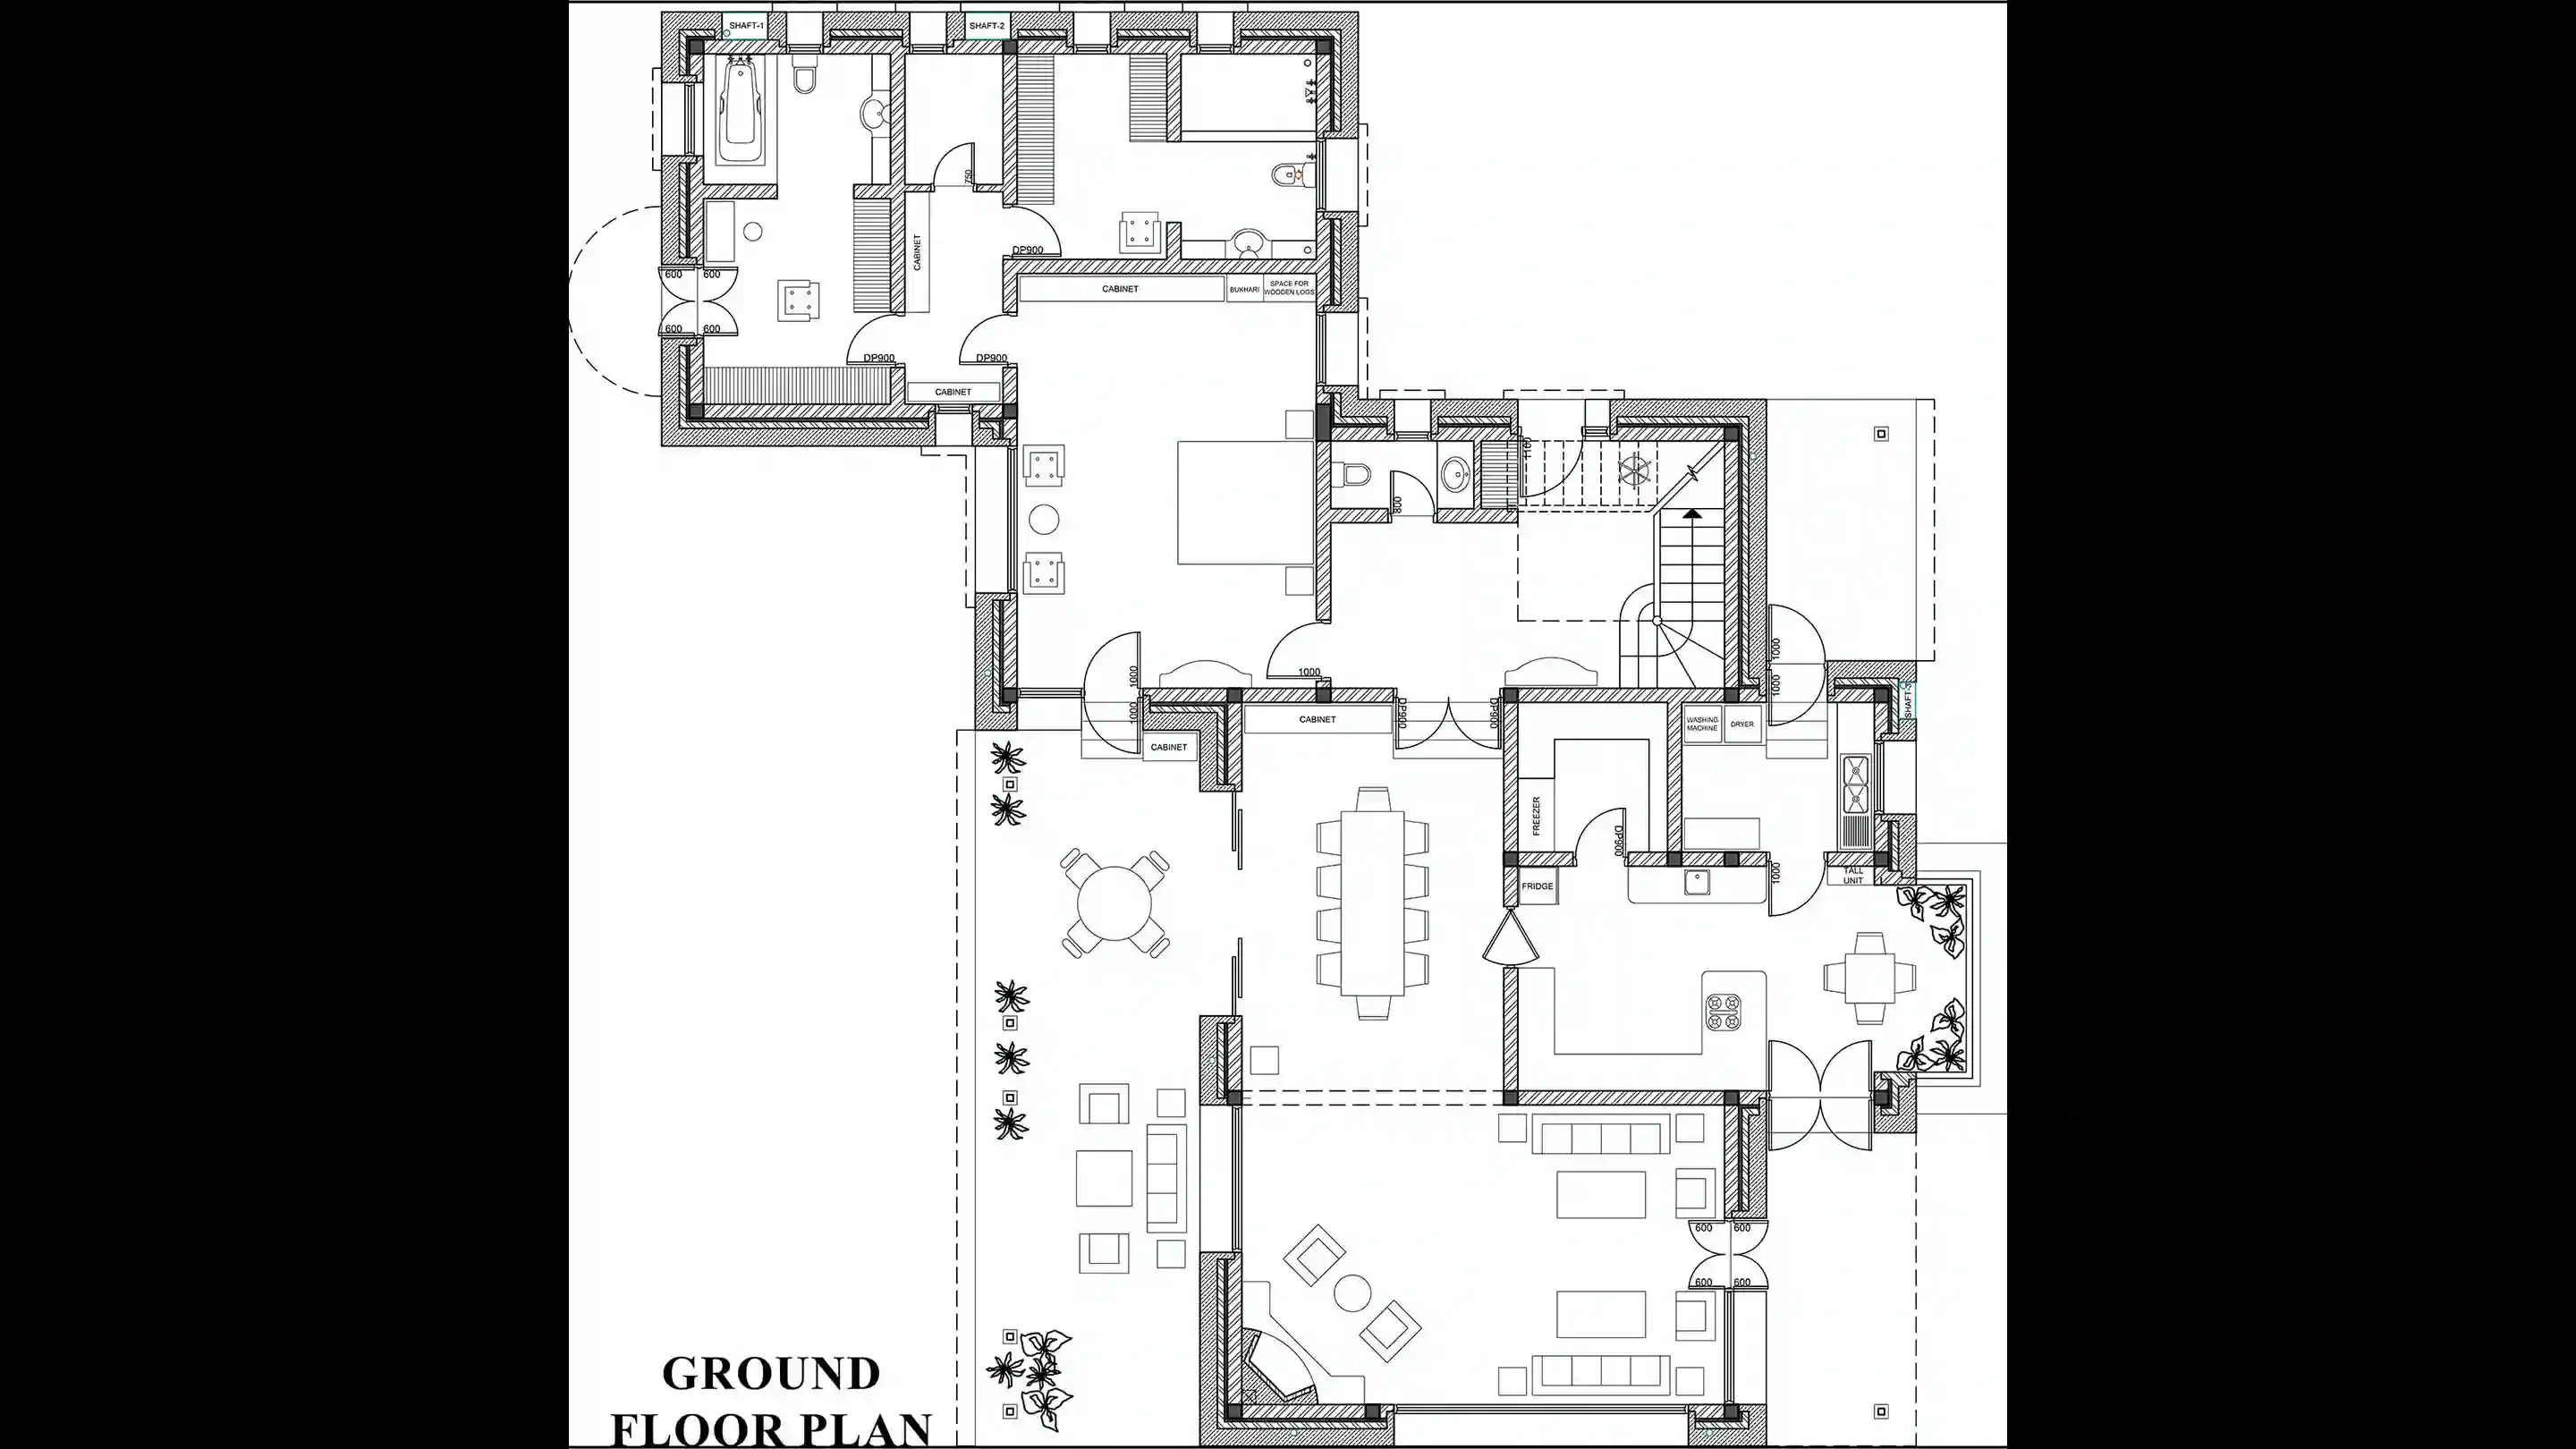 SHAFT-1
SHAFT-2
750
CABINET
DP900
600 600
600 600
CABINET
BUKHARI
SPACE FOR
WOODEN LOGS
DP900
DP900
CABINET
1100
800
1000
1000
1000
1000
1000
SHAFT-3
DP900
DP900
CABINET
CABINET
WASHING
MACHINE
DRYER
FREEZER
DP900
FRIDGE
1000
TALL
UNIT
600 600
600 600
GROUND
FLOOR PLAN